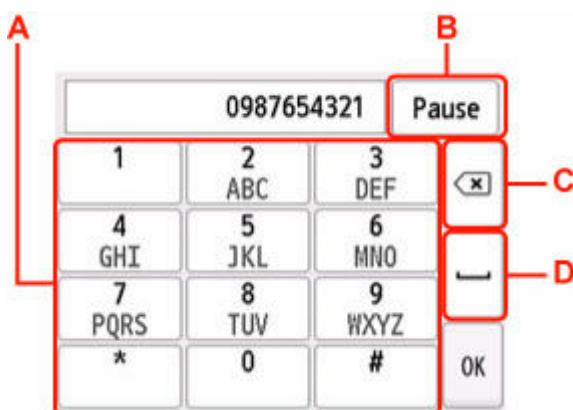 A
B
0987654321 Pause
1 2 3
ABC DEF
C
4 5 6
GHI JKL MNO
D
7 8 9
PQRS TUV WXYZ
* 0 # OK